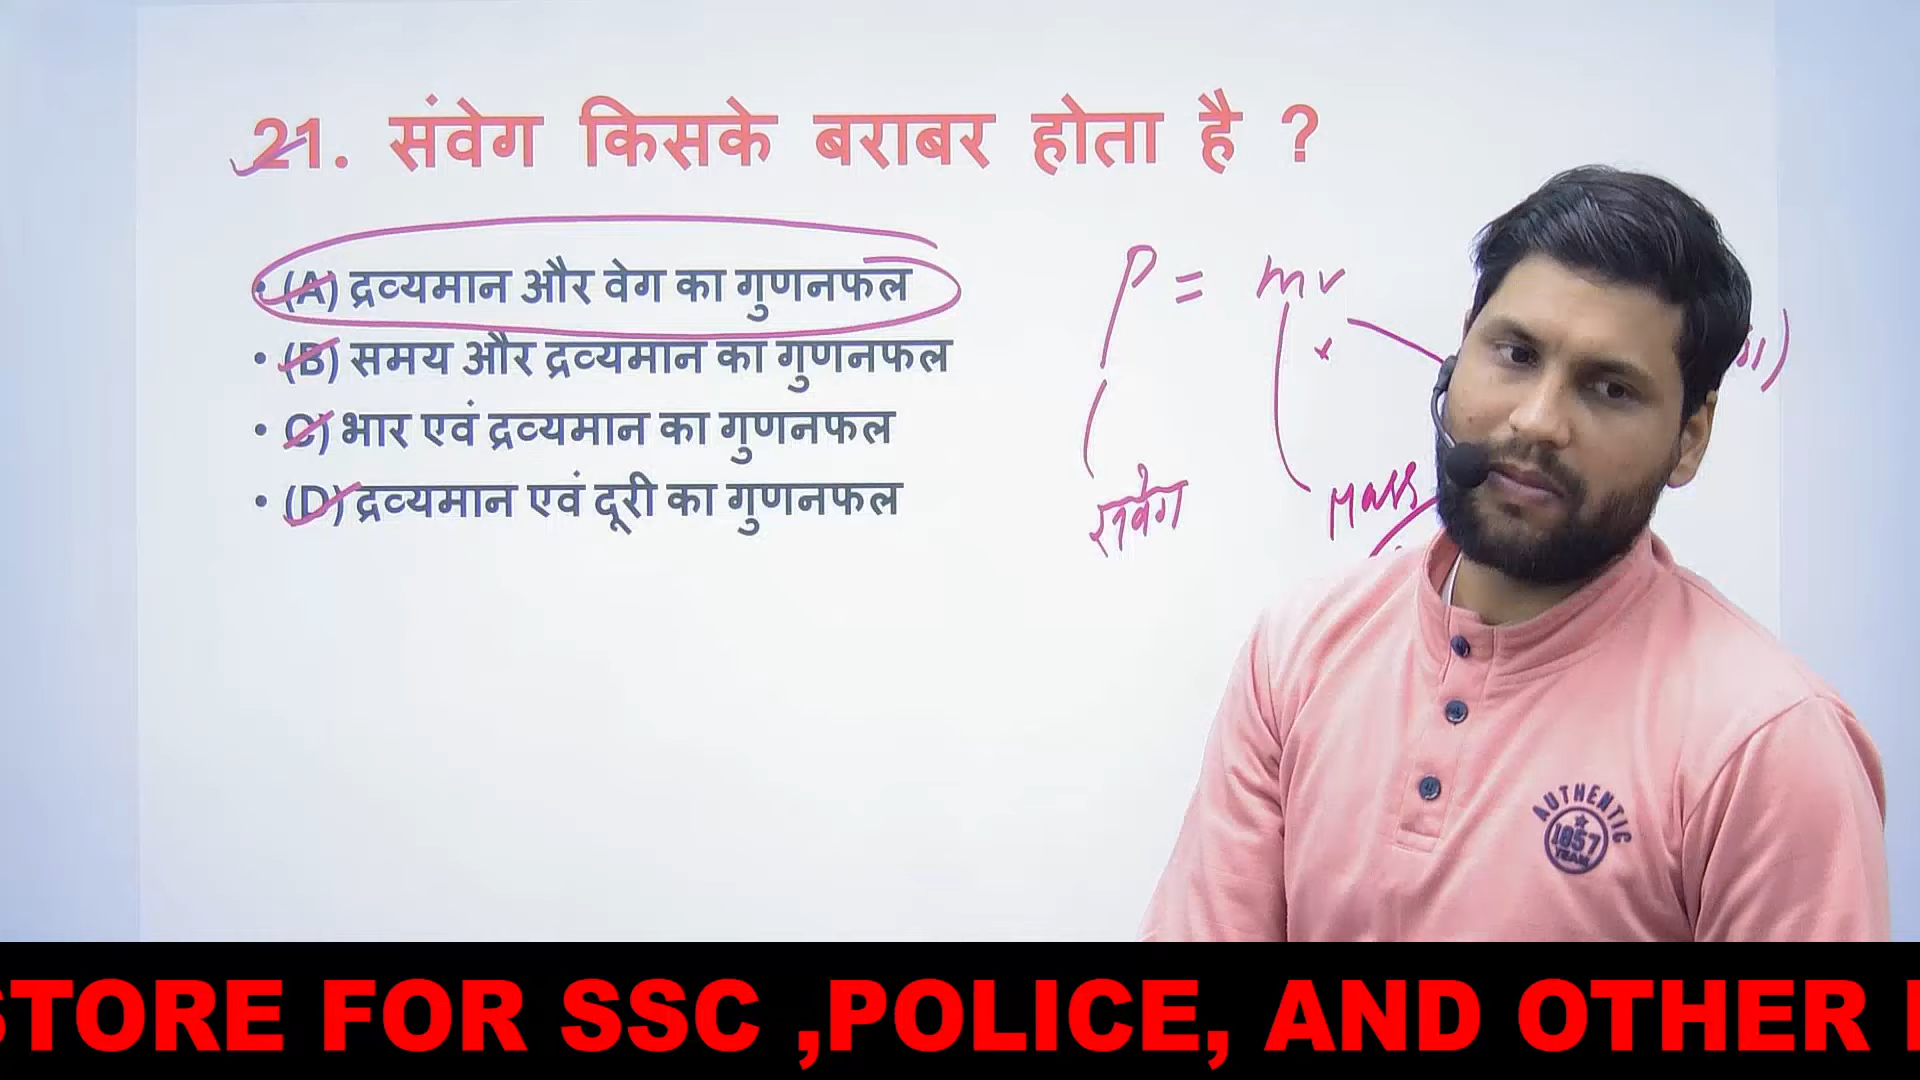 21. संवेग किसके बराबर होता है ?
• (A) द्रव्यमान और वेग का गुणनफल
• (B) समय और द्रव्यमान का गुणनफल
• C) भार एवं द्रव्यमान का गुणनफल
• (D) द्रव्यमान एवं दूरी का गुणनफल
P = mv
×
संवेग
Mass
AUTHENTIC
1857
TEAM
STORE FOR SSC ,POLICE, AND OTHER